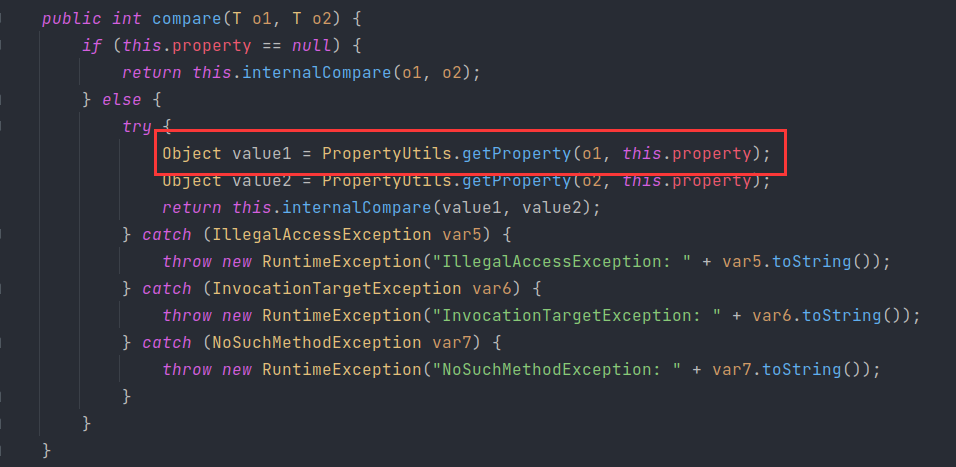 public int compare(T o1, T o2) {
if (this.property == null) {
return this.internalCompare(o1, o2);
} else {
try {
Object value1 = PropertyUtils.getProperty(o1, this.property);
Object value2 = PropertyUtils.getProperty(o2, this.property);
return this.internalCompare(value1, value2);
} catch (IllegalAccessException var5) {
throw new RuntimeException("IllegalAccessException: " + var5.toString());
} catch (InvocationTargetException var6) {
throw new RuntimeException("InvocationTargetException: " + var6.toString());
} catch (NoSuchMethodException var7) {
throw new RuntimeException("NoSuchMethodException: " + var7.toString());
}
}
}